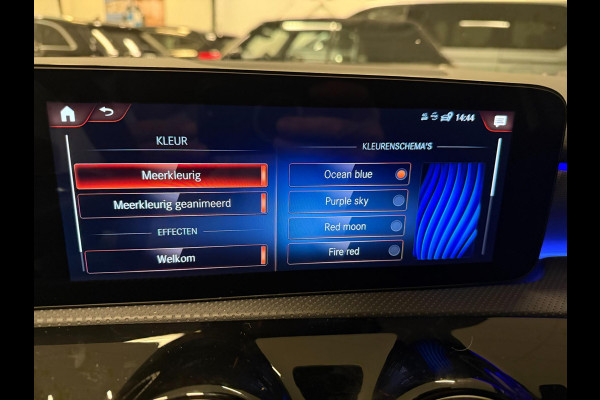 14:44
KLEUR
KLEURENSCHEMA'S
Meerkleurig
Ocean blue
Meerkleurig geanimeerd
Purple sky
EFFECTEN
Red moon
Welkom
Fire red